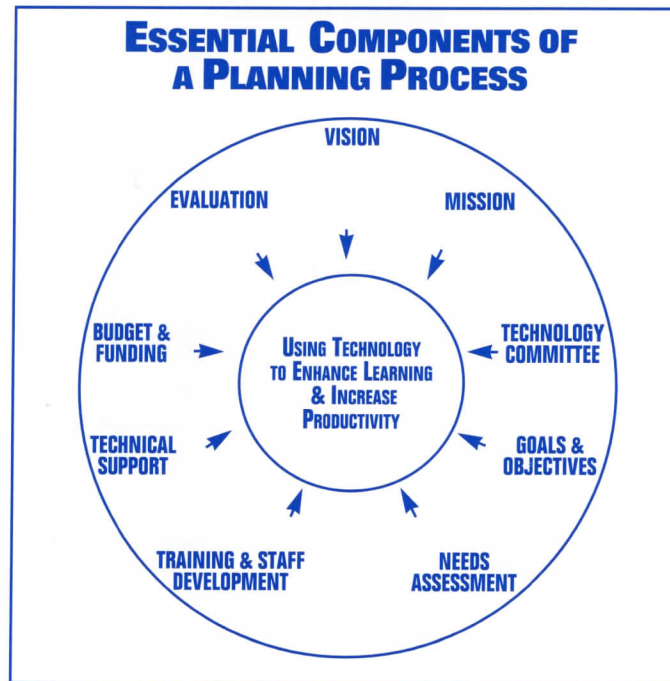 ESSENTIAL COMPONENTS OF
A PLANNING PROCESS
VISION
EVALUATION
MISSION
BUDGET &
FUNDING
USING TECHNOLOGY
TO ENHANCE LEARNING
& INCREASE
PRODUCTIVITY
TECHNOLOGY
COMMITTEE
TECHNICAL
SUPPORT
GOALS &
OBJECTIVES
TRAINING & STAFF
DEVELOPMENT
NEEDS
ASSESSMENT